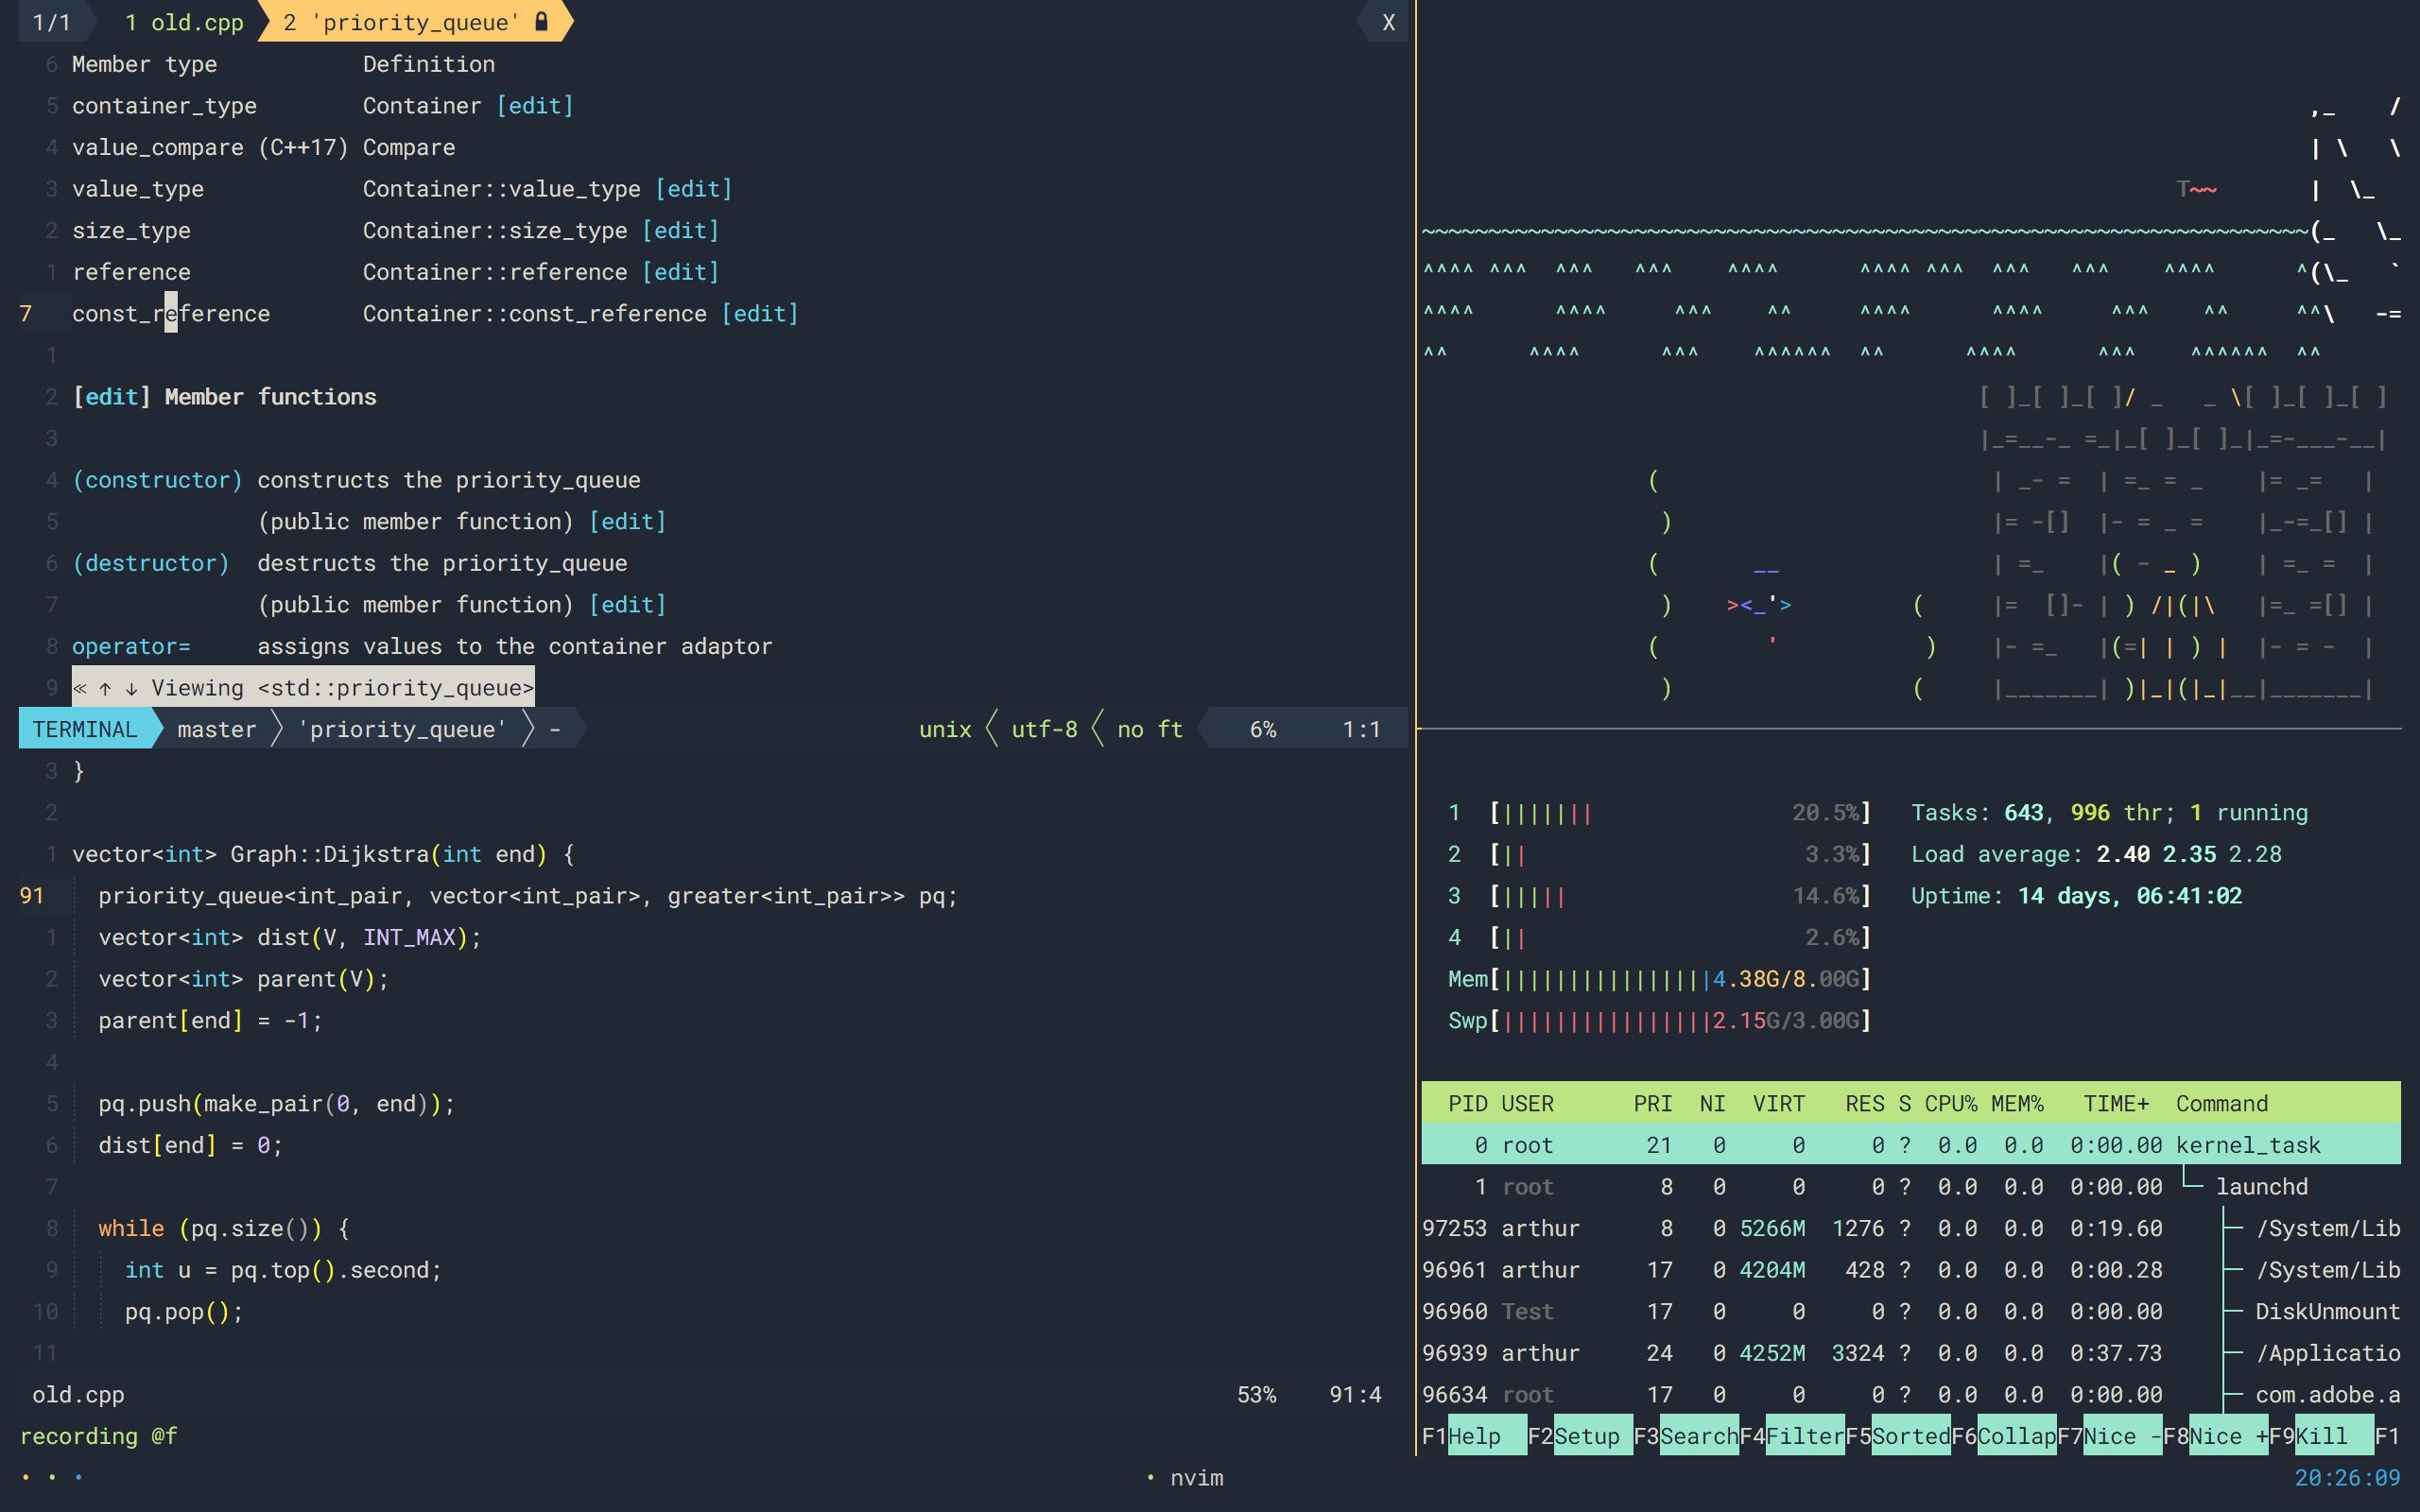 1/1 1 old.cpp 2 'priority_queue' X
6 Member type Definition
5 container_type Container [edit]
4 value_compare (C++17) Compare
3 value_type Container::value_type [edit]
2 size_type Container::size_type [edit]
1 reference Container::reference [edit]
7 const_reference Container::const_reference [edit]
1
2 [edit] Member functions
3
4 (constructor) constructs the priority_queue
5 (public member function) [edit]
6 (destructor) destructs the priority_queue
7 (public member function) [edit]
8 operator= assigns values to the container adaptor
9 « ↑ ↓ Viewing <std::priority_queue>
TERMINAL master 'priority_queue' - unix utf-8 no ft 6% 1:1
3 }
2
1 vector<int> Graph::Dijkstra(int end) {
91 priority_queue<int_pair, vector<int_pair>, greater<int_pair>> pq;
1 vector<int> dist(V, INT_MAX);
2 vector<int> parent(V);
3 parent[end] = -1;
4
5 pq.push(make_pair(0, end));
6 dist[end] = 0;
7
8 while (pq.size()) {
9 int u = pq.top().second;
10 pq.pop();
11
old.cpp 53% 91:4
recording @f
1 [||||||| 20.5%] Tasks: 643, 996 thr; 1 running
2 [|| 3.3%] Load average: 2.40 2.35 2.28
3 [||||| 14.6%] Uptime: 14 days, 06:41:02
4 [|| 2.6%]
Mem[||||||||||||||||4.38G/8.00G]
Swp[||||||||||||||||2.15G/3.00G]
PID USER PRI NI VIRT RES S CPU% MEM% TIME+ Command
0 root 21 0 0 0 ? 0.0 0.0 0:00.00 kernel_task
1 root 8 0 0 0 ? 0.0 0.0 0:00.00 launchd
97253 arthur 8 0 5266M 1276 ? 0.0 0.0 0:19.60 /System/Lib
96961 arthur 17 0 4204M 428 ? 0.0 0.0 0:00.28 /System/Lib
96960 Test 17 0 0 0 ? 0.0 0.0 0:00.00 DiskUnmount
96939 arthur 24 0 4252M 3324 ? 0.0 0.0 0:37.73 /Applicatio
96634 root 17 0 0 0 ? 0.0 0.0 0:00.00 com.adobe.a
F1Help F2Setup F3SearchF4FilterF5SortedF6CollapF7Nice -F8Nice +F9Kill F1
• • • • nvim 20:26:09